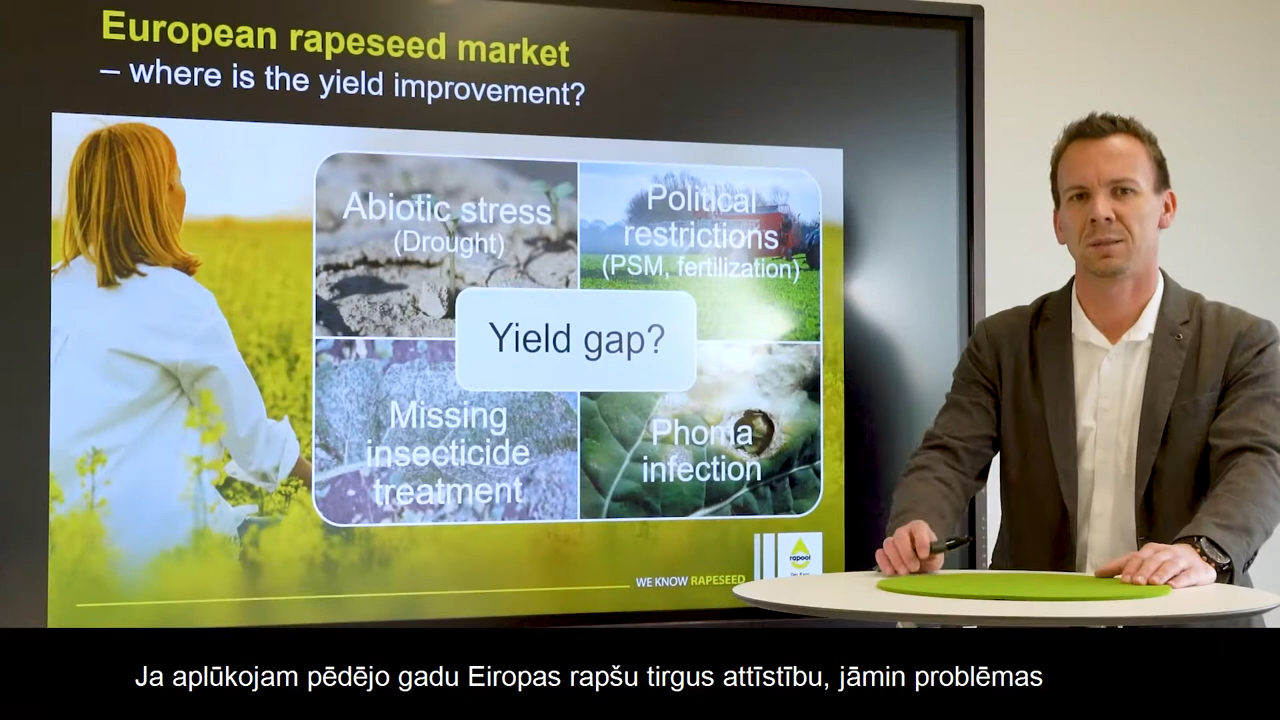 European rapeseed market
– where is the yield improvement?
Abiotic stress
(Drought)
Political
restrictions
(PSM, fertilization)
Yield gap?
Missing
insecticide
treatment
Phoma
infection
WE KNOW RAPESEED
rapool
Ja aplūkojam pēdējo gadu Eiropas rapšu tirgus attīstību, jāmin problēmas